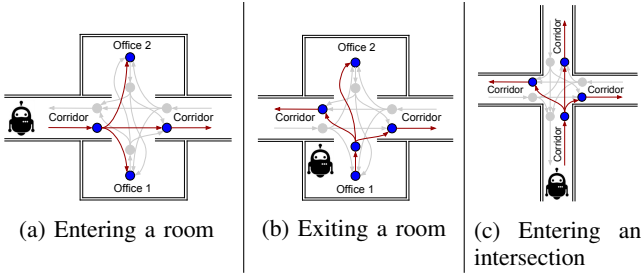 Office 2
Corridor
Corridor
Office 1
(a) Entering a room
Office 2
Corridor
Corridor
Office 1
(b) Exiting a room
Corridor
Corridor
Corridor
Corridor
(c) Entering an
intersection